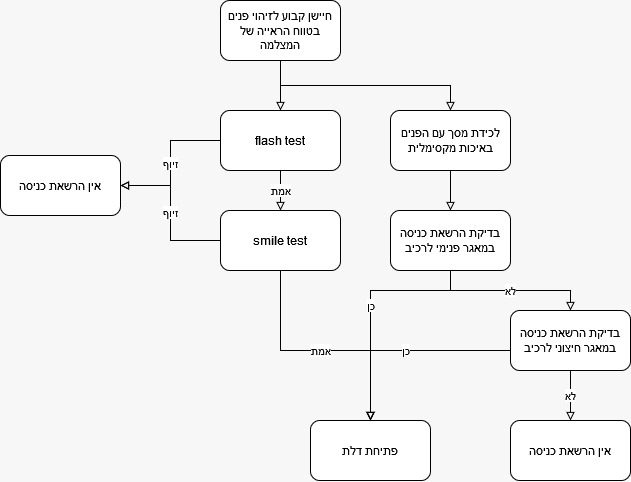 חיישן קבוע לזיהוי פנים
בטווח הראייה של
המצלמה
flash test
לכידת מסך עם הפנים
באיכות מקסימלית
זיוף
אין הרשאת כניסה
אמת
זיוף
smile test
בדיקת הרשאת כניסה
במאגר פנימי לרכיב
לא
כן
בדיקת הרשאת כניסה
במאגר חיצוני לרכיב
אמת
כן
לא
פתיחת דלת
אין הרשאת כניסה